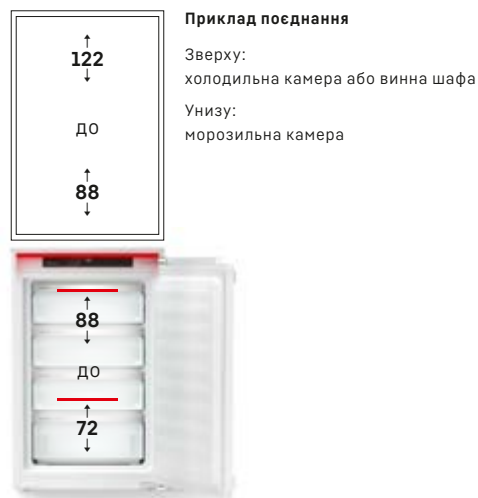 122
ДО
88
Приклад поєднання
Зверху:
холодильна камера або винна шафа
Унизу:
морозильна камера
88
ДО
72